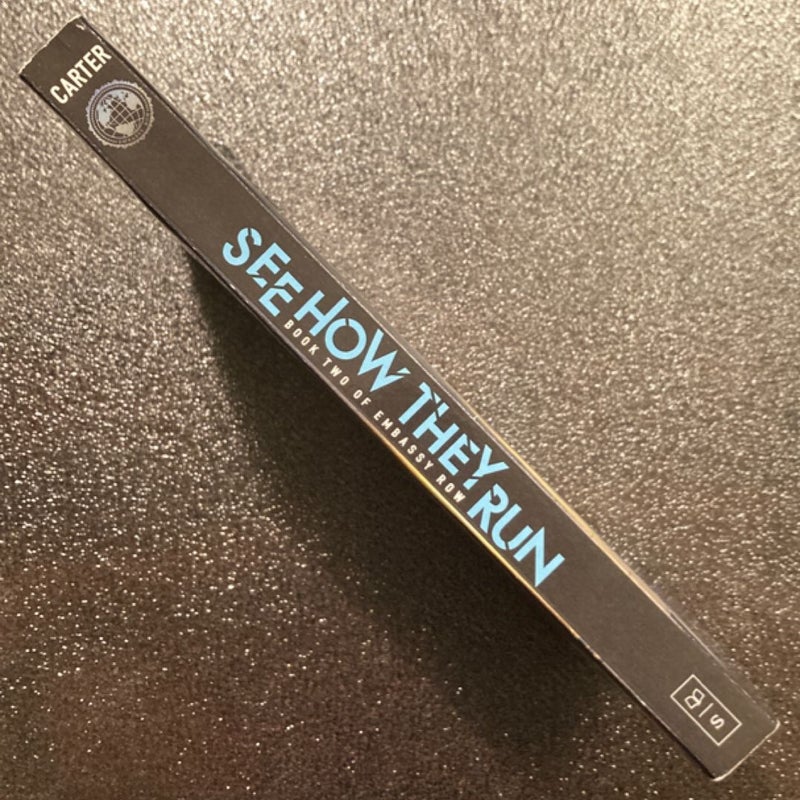 CARTER
SEE HOW THEY RUN
BOOK TWO OF EMBASSY ROW
S|B